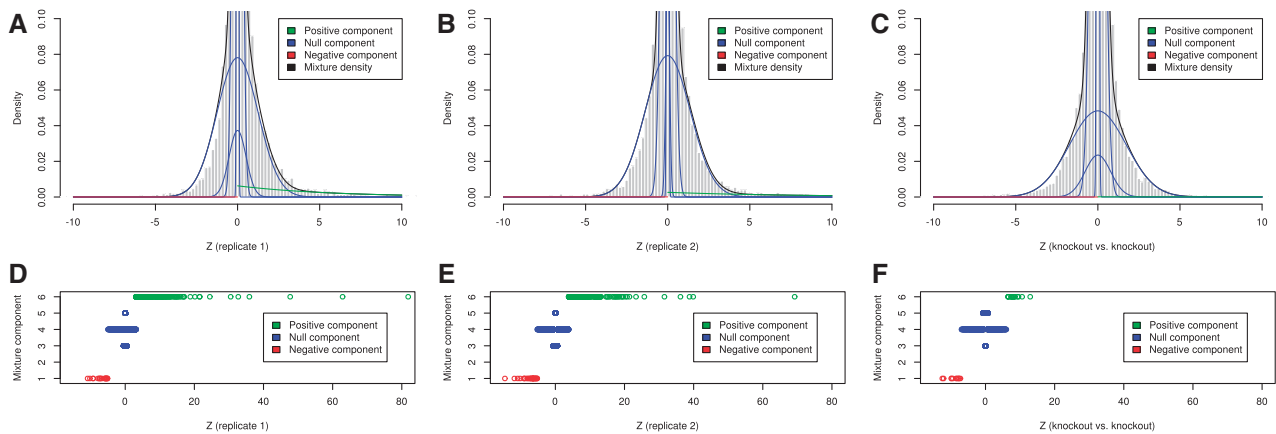 A
0.10
0.08
0.06
0.04
0.02
0.00
Density
Positive component
Null component
Negative component
Mixture density
-10
-5
0
5
10
Z (replicate 1)
B
0.10
0.08
0.06
0.04
0.02
0.00
Density
Positive component
Null component
Negative component
Mixture density
-10
-5
0
5
10
Z (replicate 2)
C
0.10
0.08
0.06
0.04
0.02
0.00
Density
Positive component
Null component
Negative component
Mixture density
-10
-5
0
5
10
Z (knockout vs. knockout)
D
6
5
4
3
2
1
Mixture component
Positive component
Null component
Negative component
0
20
40
60
80
Z (replicate 1)
E
6
5
4
3
2
1
Mixture component
Positive component
Null component
Negative component
0
20
40
60
80
Z (replicate 2)
F
6
5
4
3
2
1
Mixture component
Positive component
Null component
Negative component
0
20
40
60
80
Z (knockout vs. knockout)